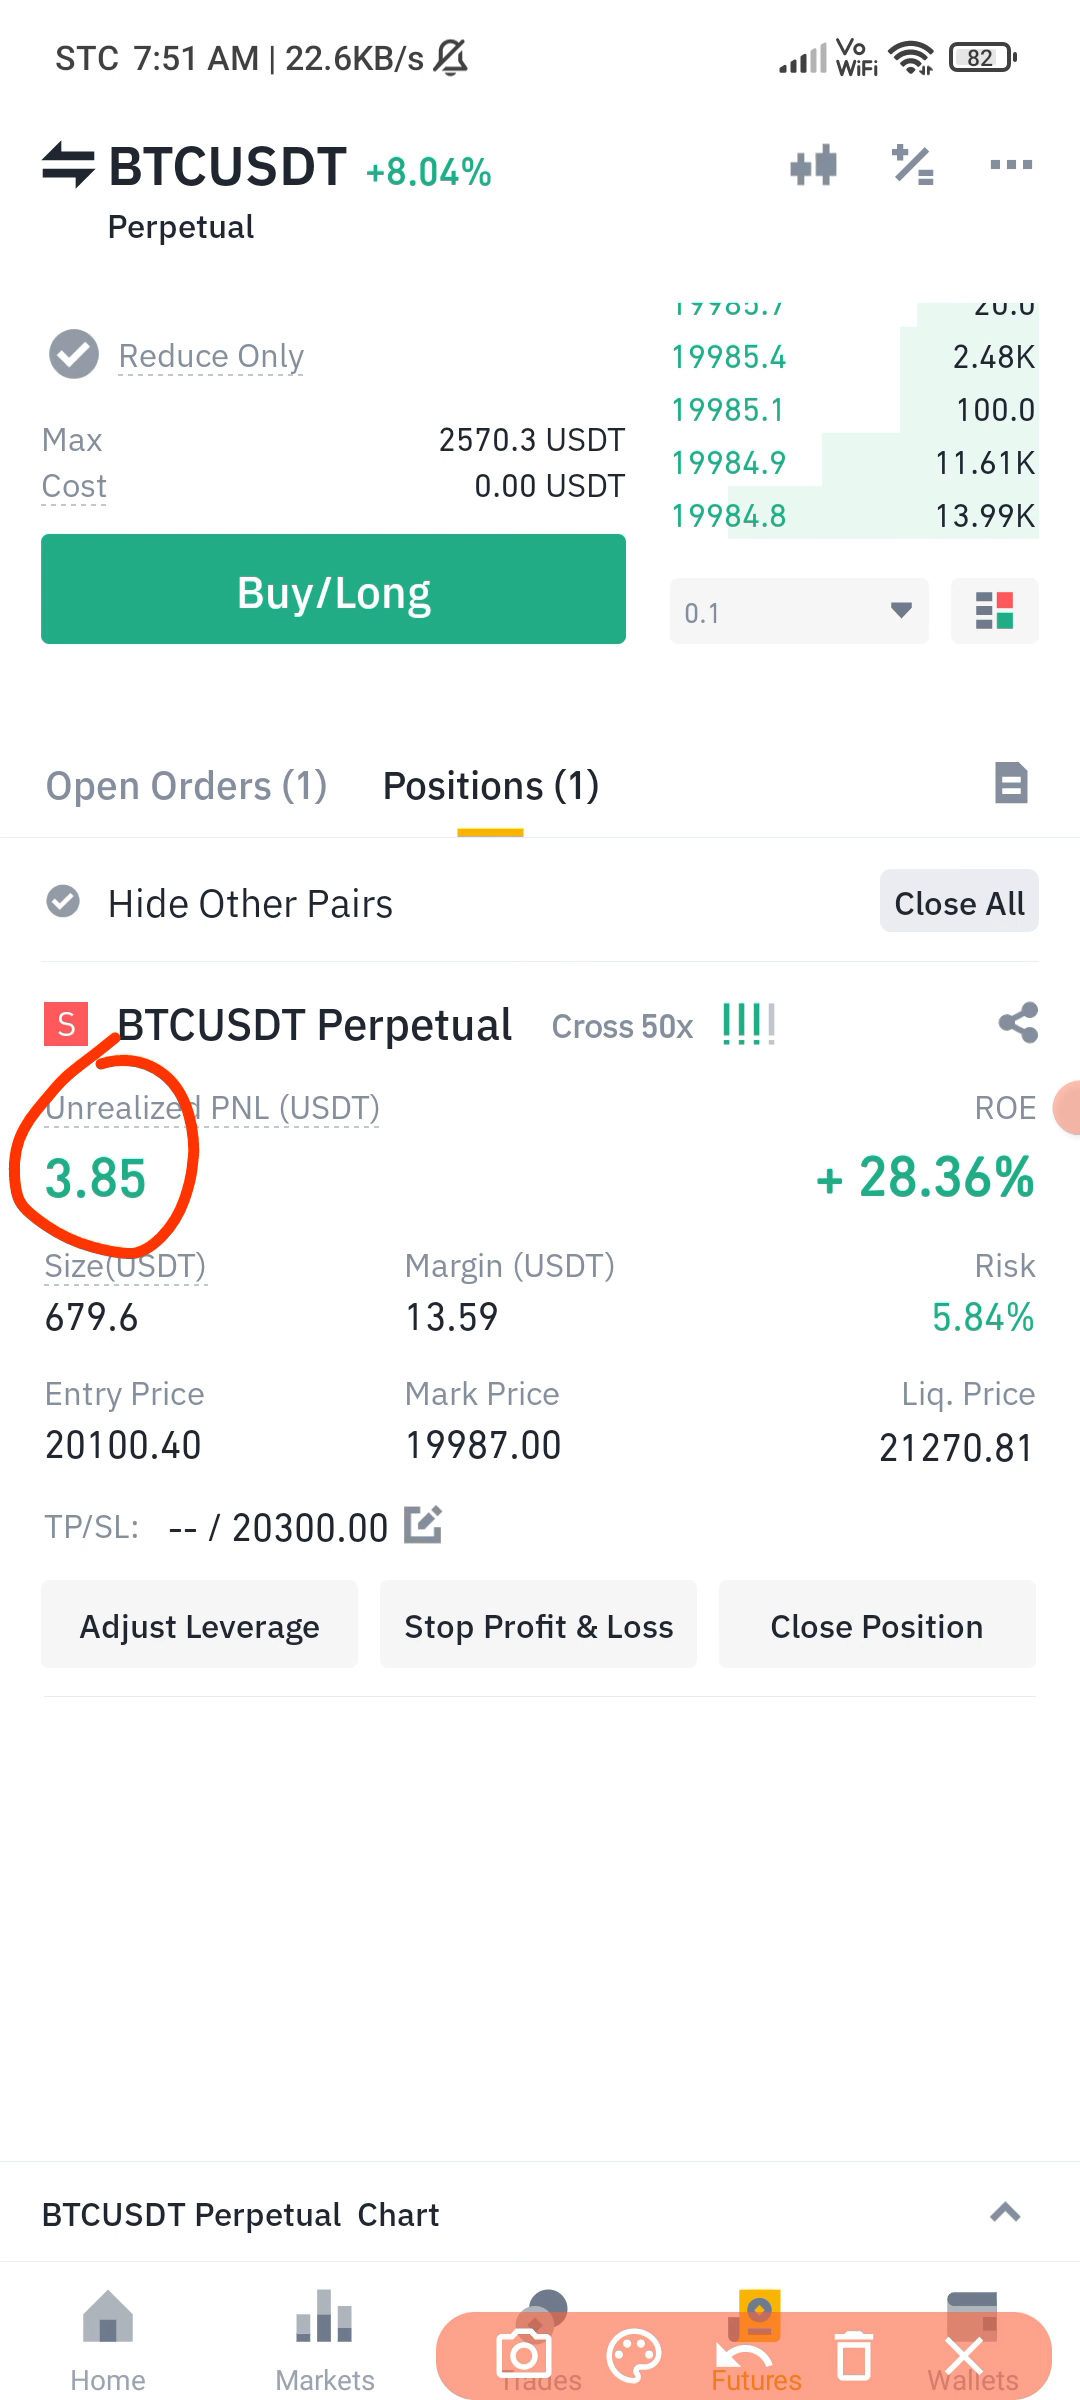 STC 7:51 AM | 22.6KB/s Vo WiFi 82
BTCUSDT +8.04%
Perpetual
19985.7 20.0
Reduce Only 19985.4 2.48K
19985.1 100.0
Max 2570.3 USDT
19984.9 11.61K
Cost 0.00 USDT
19984.8 13.99K
Buy/Long
0.1
Open Orders (1) Positions (1)
Hide Other Pairs Close All
S BTCUSDT Perpetual Cross 50x
Unrealized PNL (USDT) ROE
3.85 + 28.36%
Size(USDT) Margin (USDT) Risk
679.6 13.59 5.84%
Entry Price Mark Price Liq. Price
20100.40 19987.00 21270.81
TP/SL: -- / 20300.00
Adjust Leverage Stop Profit & Loss Close Position
BTCUSDT Perpetual Chart
Home Markets Trades Futures Wallets